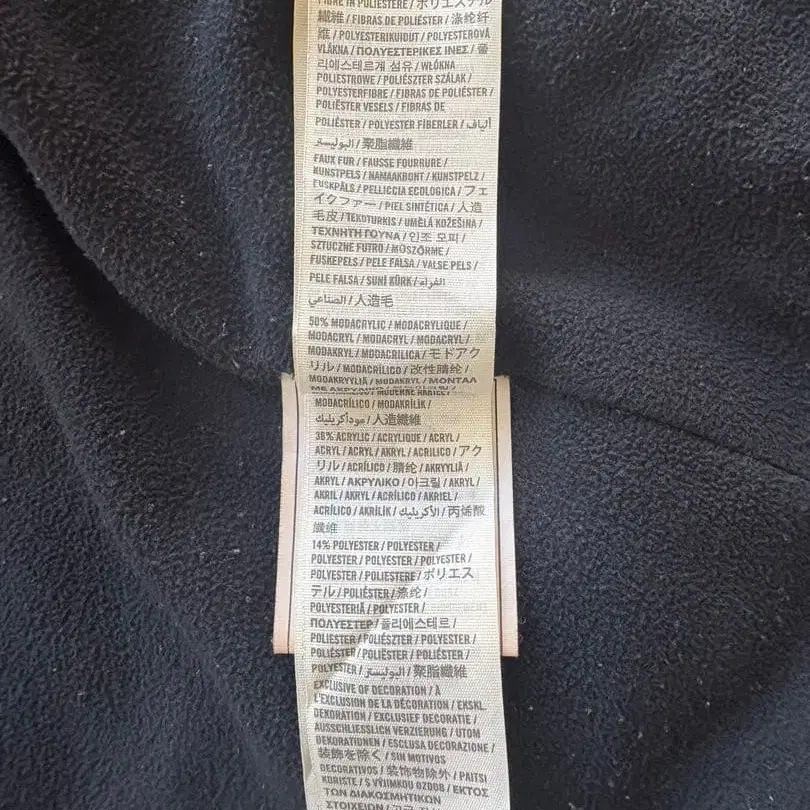 FIBRE IN POLIESTERE / ポリエステル
繊維 / FIBRAS DE POLIÉSTER / 涤纶纤
维 / POLYESTERIKUIDUT / POLYESTEROVÁ
VLÁKNA / ΠΟΛΥΕΣΤΕΡΙΚΕΣ ΙΝΕΣ / 폴
리에스테르계 섬유 / WŁÓKNA
POLIESTROWE / POLIÉSZTER SZÁLAK /
POLYESTERFIBRE / FIBRAS DE POLIÉSTER /
POLIËSTER VESELS / FIBRAS DE
POLIÉSTER / POLYESTER FİBERLER / ألياف
البوليستر / 聚脂纖維
FAUX FUR / FAUSSE FOURRURE /
KUNSTPELS / NAMAAKBONT / KUNSTPELZ /
FUSKPÄLS / PELLICCIA ECOLOGICA / フェ
イクファー / PIEL SINTÉTICA / 人造
毛皮 / TEKOTURKIS / UMĚLÁ KOŽEŠINA /
ΤΕΧΝΗΤΗ ΓΟΥΝΑ / 인조 모피 /
SZTUCZNE FUTRO / MŰSZŐRME /
FUSKEPELS / PELE FALSA / VALSE PELS /
PELE FALSA / SUNİ KÜRK / الفراء
الصناعي / 人造毛
50% MODACRYLIC / MODACRYLIQUE /
MODACRYL / MODACRYL / MODACRYL /
MODAKRYL / MODACRILICA / モドアク
リル / MODACRÍLICO / 改性腈纶 /
MODAKRYYLIÄ / MODAKRYL / ΜΟΝΤΑΛ
MODACRÍLICO / MODAKRİLİK /
موداكريليك / 人造纖維
36% ACRYLIC / ACRYLIQUE / ACRYL /
ACRYL / ACRYL / AKRYL / ACRILICO / アク
リル / ACRÍLICO / 腈纶 / AKRYYLIÄ /
AKRYL / ΑΚΡΥΛΙΚΟ / 아크릴 / AKRYL /
AKRIL / AKRYL / ACRÍLICO / AKRIEL /
ACRÍLICO / AKRİLİK / الأكريليك / 丙烯酸
纖維
14% POLYESTER / POLYESTER /
POLYESTER / POLYESTER / POLYESTER /
POLYESTER / POLIESTERE / ポリエス
テル / POLIÉSTER / 涤纶 /
POLYESTERIÄ / POLYESTER /
ΠΟΛΥΕΣΤΕΡ / 폴리에스테르 /
POLIESTER / POLIÉSZTER / POLYESTER /
POLIÉSTER / POLIËSTER / POLIÉSTER /
POLYESTER / البوليستر / 聚脂纖維
EXCLUSIVE OF DECORATION / À
L'EXCLUSION DE LA DÉCORATION / EKSKL.
DEKORATION / EXCLUSIEF DECORATIE /
AUSSCHLIESSLICH VERZIERUNG / UTOM
DEKORATIONEN / ESCLUSA DECORAZIONE /
装飾を除く / SIN MOTIVOS
DECORATIVOS / 装饰物除外 / PAITSI
KORISTE / S VÝJIMKOU OZDOB / ΕΚΤΟΣ
ΤΩΝ ΔΙΑΚΟΣΜΗΤΙΚΩΝ
ΣΤΟΙΧΕΙΩΝ /